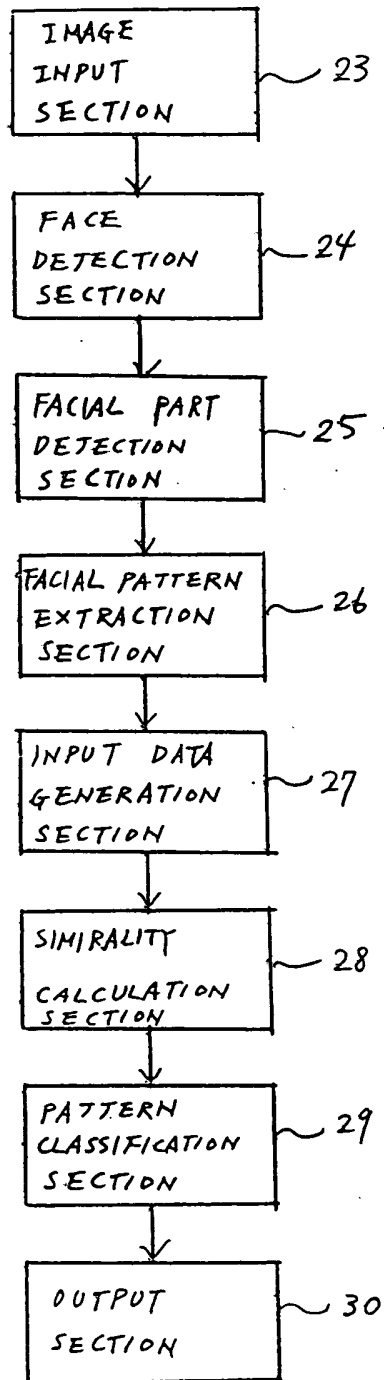 IMAGE
INPUT
SECTION
23
FACE
DETECTION
SECTION
24
FACIAL PART
DETECTION
SECTION
25
FACIAL PATTERN
EXTRACTION
SECTION
26
INPUT DATA
GENERATION
SECTION
27
SIMIRALITY
CALCULATION
SECTION
28
PATTERN
CLASSIFICATION
SECTION
29
OUTPUT
SECTION
30